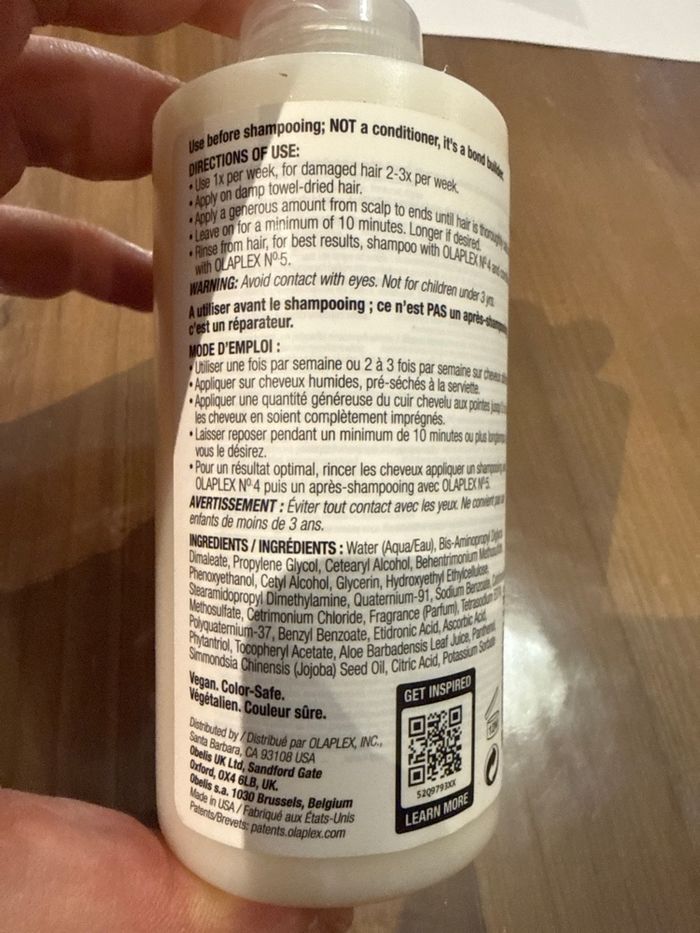 Use before shampooing; NOT a conditioner, it's a bond builder.
DIRECTIONS OF USE:
• Use 1x per week, for damaged hair 2-3x per week.
• Apply on damp towel-dried hair.
• Apply a generous amount from scalp to ends until hair is thoroughly
• Leave on for a minimum of 10 minutes. Longer if desired.
• Rinse from hair, for best results, shampoo with OLAPLEX Nº4 and
with OLAPLEX Nº5.
WARNING: Avoid contact with eyes. Not for children under 3 yrs.
A utiliser avant le shampooing ; ce n'est PAS un après-shampooing
c'est un réparateur.
MODE D'EMPLOI :
• Utiliser une fois par semaine ou 2 à 3 fois par semaine sur cheveux
• Appliquer sur cheveux humides, pré-séchés à la serviette.
• Appliquer une quantité généreuse du cuir chevelu aux pointes
les cheveux en soient complètement imprégnés.
• Laisser reposer pendant un minimum de 10 minutes ou plus longtemps
vous le désirez.
• Pour un résultat optimal, rincer les cheveux appliquer un shampooing
OLAPLEX Nº4 puis un après-shampooing avec OLAPLEX Nº5.
AVERTISSEMENT : Éviter tout contact avec les yeux. Ne convient pas
enfants de moins de 3 ans.
INGREDIENTS / INGRÉDIENTS : Water (Aqua/Eau), Bis-Aminopropyl Diglycol
Dimaleate, Propylene Glycol, Cetearyl Alcohol, Behentrimonium Methosulfate,
Phenoxyethanol, Cetyl Alcohol, Glycerin, Hydroxyethyl Ethylcellulose,
Stearamidopropyl Dimethylamine, Quaternium-91, Sodium Benzoate,
Methosulfate, Cetrimonium Chloride, Fragrance (Parfum), Tetrasodium EDTA,
Polyquaternium-37, Benzyl Benzoate, Etidronic Acid, Ascorbic Acid,
Phytantriol, Tocopheryl Acetate, Aloe Barbadensis Leaf Juice, Panthenol,
Simmondsia Chinensis (Jojoba) Seed Oil, Citric Acid, Potassium Sorbate
Vegan. Color-Safe.
Végétalien. Couleur sûre.
Distributed by / Distribué par OLAPLEX, INC.,
Santa Barbara, CA 93108 USA
Obelis UK Ltd, Sandford Gate
Oxford, OX4 6LB, UK.
Obelis s.a. 1030 Brussels, Belgium
Made in USA / Fabriqué aux États-Unis
Patents/Brevets: patents.olaplex.com
GET INSPIRED
52Q9793XX
LEARN MORE
12M